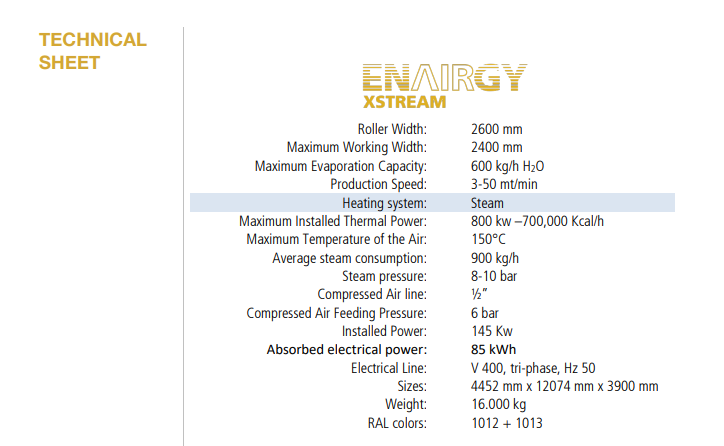 TECHNICAL
SHEET
ENAIRGY
XSTREAM
Roller Width: 2600 mm
Maximum Working Width: 2400 mm
Maximum Evaporation Capacity: 600 kg/h H₂O
Production Speed: 3-50 mt/min
Heating system: Steam
Maximum Installed Thermal Power: 800 kw –700,000 Kcal/h
Maximum Temperature of the Air: 150°C
Average steam consumption: 900 kg/h
Steam pressure: 8-10 bar
Compressed Air line: ½”
Compressed Air Feeding Pressure: 6 bar
Installed Power: 145 Kw
Absorbed electrical power: 85 kWh
Electrical Line: V 400, tri-phase, Hz 50
Sizes: 4452 mm x 12074 mm x 3900 mm
Weight: 16.000 kg
RAL colors: 1012 + 1013